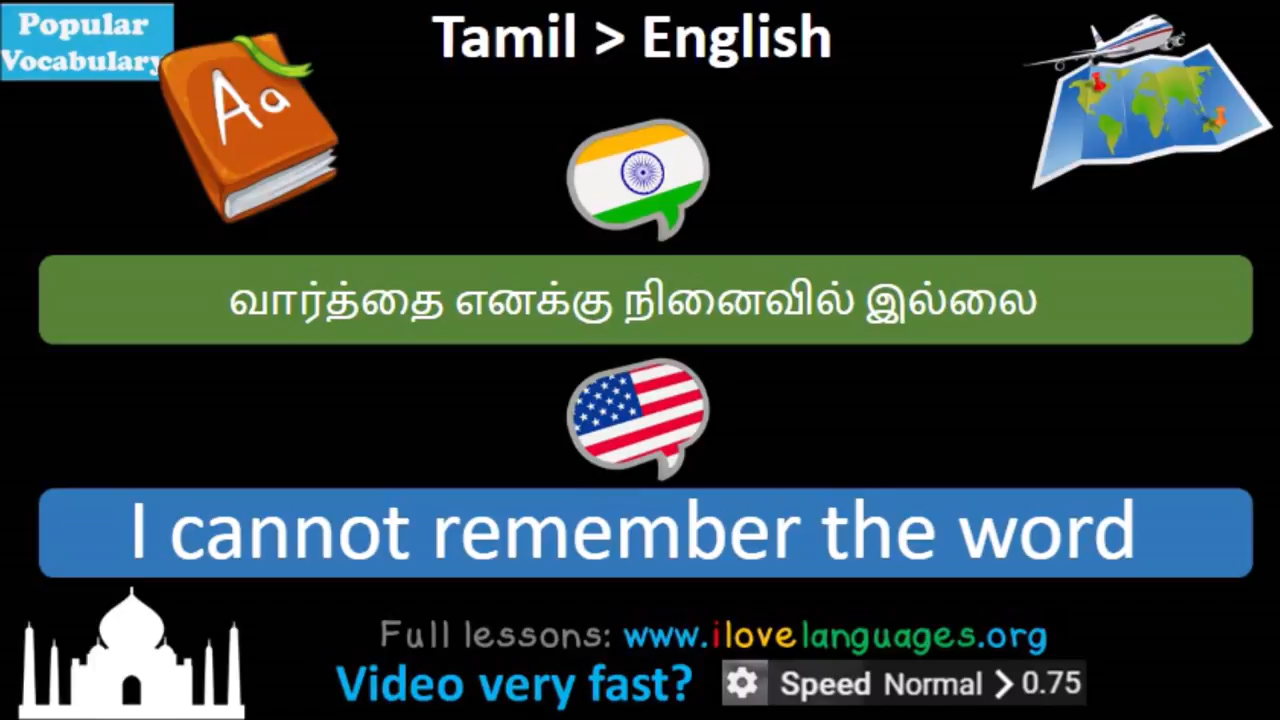 Popular
Vocabulary
Aa
Tamil > English
வார்த்தை எனக்கு நினைவில் இல்லை
I cannot remember the word
Full lessons: www.ilovelanguages.org
Video very fast? Speed Normal > 0.75